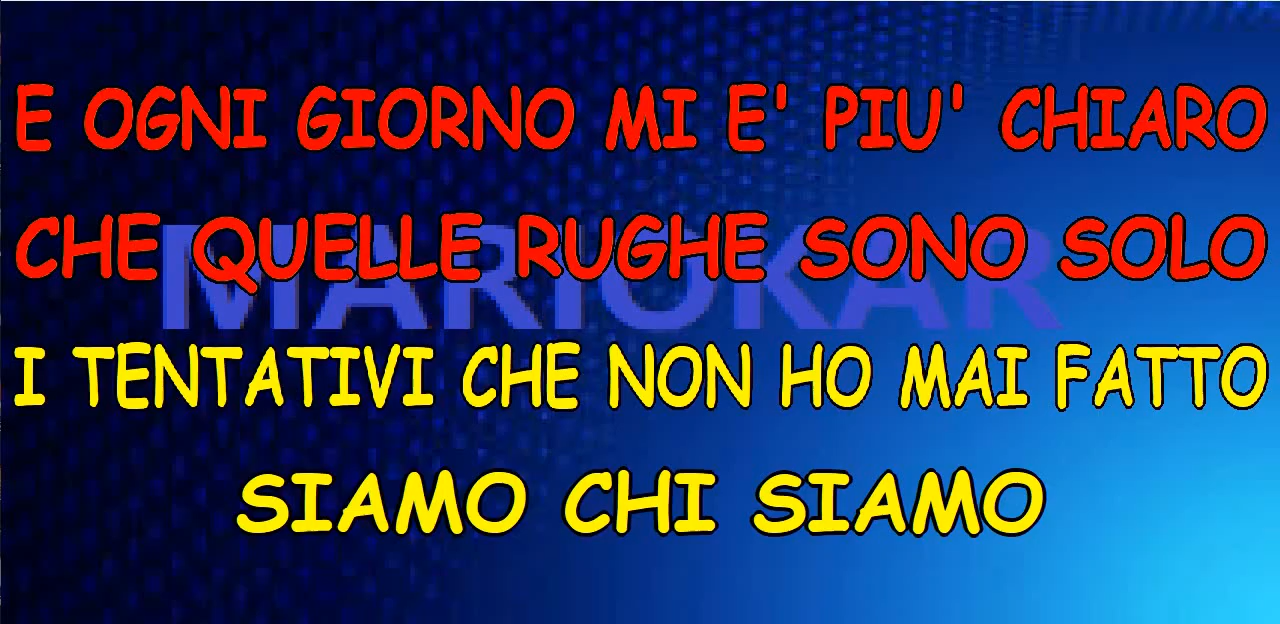 E OGNI GIORNO MI E' PIU' CHIARO
CHE QUELLE RUGHE SONO SOLO
MARIOKAR
I TENTATIVI CHE NON HO MAI FATTO
SIAMO CHI SIAMO